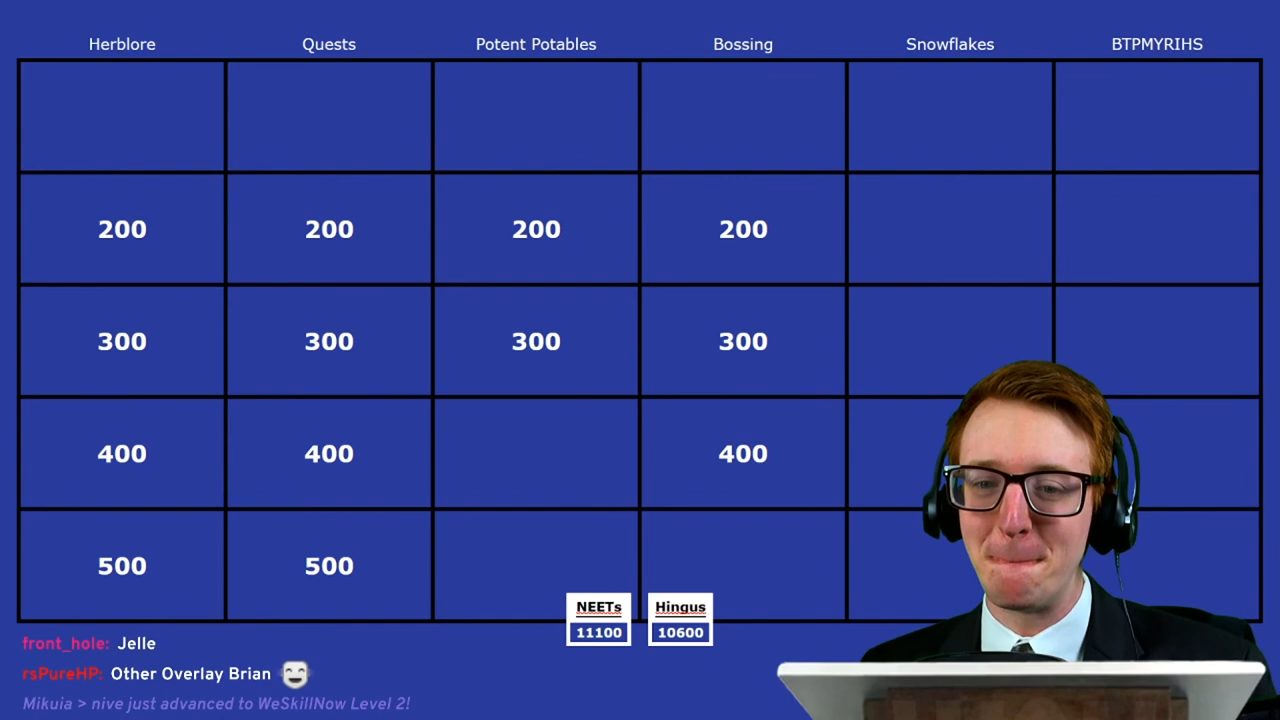 Herblore Quests Potent Potables Bossing Snowflakes BTPMYRIHS
200 200 200 200
300 300 300 300
400 400 400
500 500
NEETs Hingus
11100 10600
front_hole: Jelle
rsPureHP: Other Overlay Brian
Mikuia > nive just advanced to WeSkillNow Level 2!